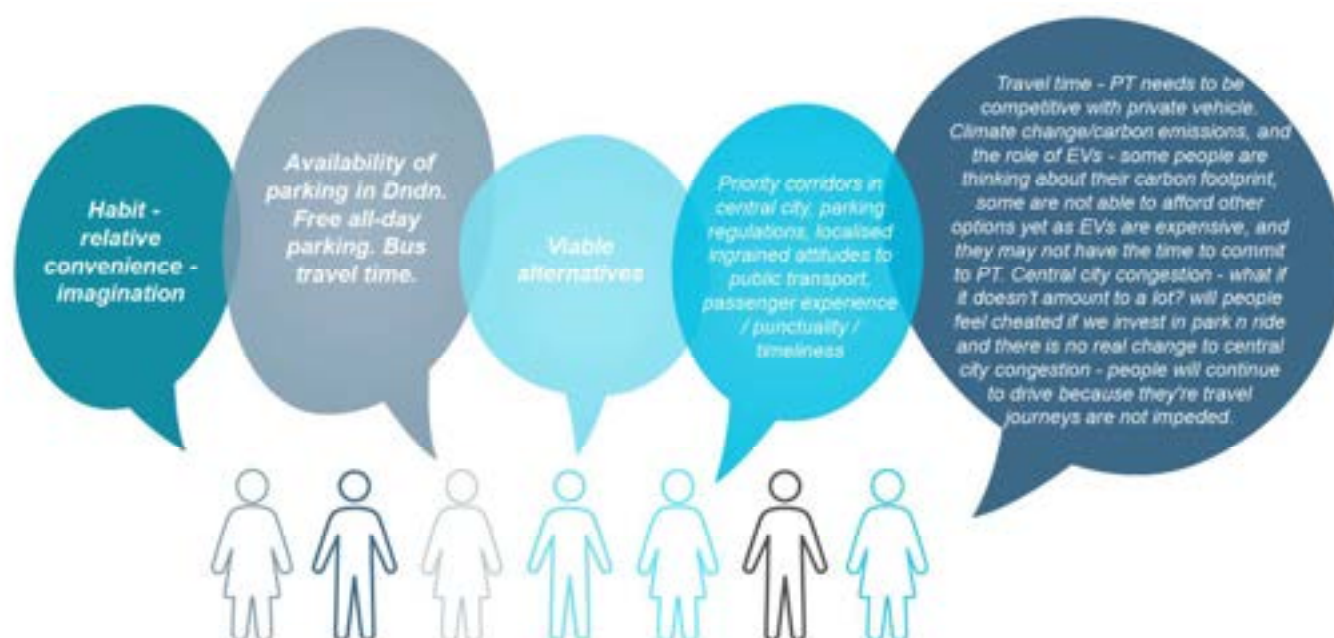 Habit -
relative
convenience -
imagination
Availability of
parking in Dndn.
Free all-day
parking. Bus
travel time.
Viable
alternatives
Priority corridors in
central city, parking
regulations, localised
ingrained attitudes to
public transport,
passenger experience
/ punctuality /
timeliness
Travel time - PT needs to be
competitive with private vehicle.
Climate change/carbon emissions, and
the role of EVs - some people are
thinking about their carbon footprint,
some are not able to afford other
options yet as EVs are expensive, and
they may not have the time to commit
to PT. Central city congestion - what if
it doesn't amount to a lot? will people
feel cheated if we invest in park n ride
and there is no real change to central
city congestion - people will continue
to drive because they're travel
journeys are not impeded.